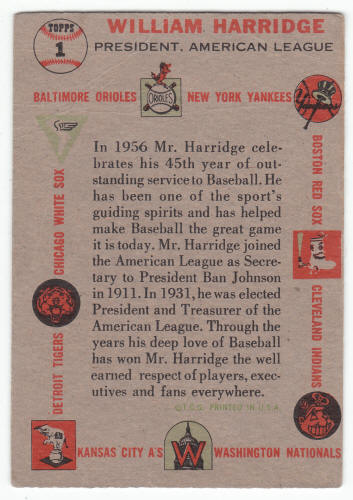 TOPPS
1
WILLIAM HARRIDGE
PRESIDENT, AMERICAN LEAGUE
BALTIMORE ORIOLES
ORIOLES
NEW YORK YANKEES
In 1956 Mr. Harridge cele-
brates his 45th year of out-
standing service to Baseball. He
has been one of the sport's
guiding spirits and has helped
make Baseball the great game
it is today. Mr. Harridge joined
the American League as Secre-
tary to President Ban Johnson
in 1911. In 1931, he was elected
President and Treasurer of the
American League. Through the
years his deep love of Baseball
has won Mr. Harridge the well
earned respect of players, exec-
utives and fans everywhere.
© T.C.G. PRINTED IN U.S.A.
BOSTON RED SOX
CLEVELAND INDIANS
CHICAGO WHITE SOX
DETROIT TIGERS
KANSAS CITY A'S
W
WASHINGTON NATIONALS